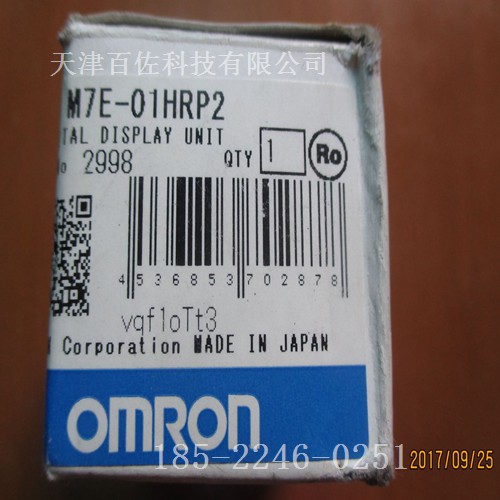 天津百佐科技有限公司
M7E-01HRP2
TAL DISPLAY UNIT
No 2998
QTY 1 Ro
4 536853 702878
vqf1oTt3
Corporation MADE IN JAPAN
OMRON
185-2246-0251
2017/09/25